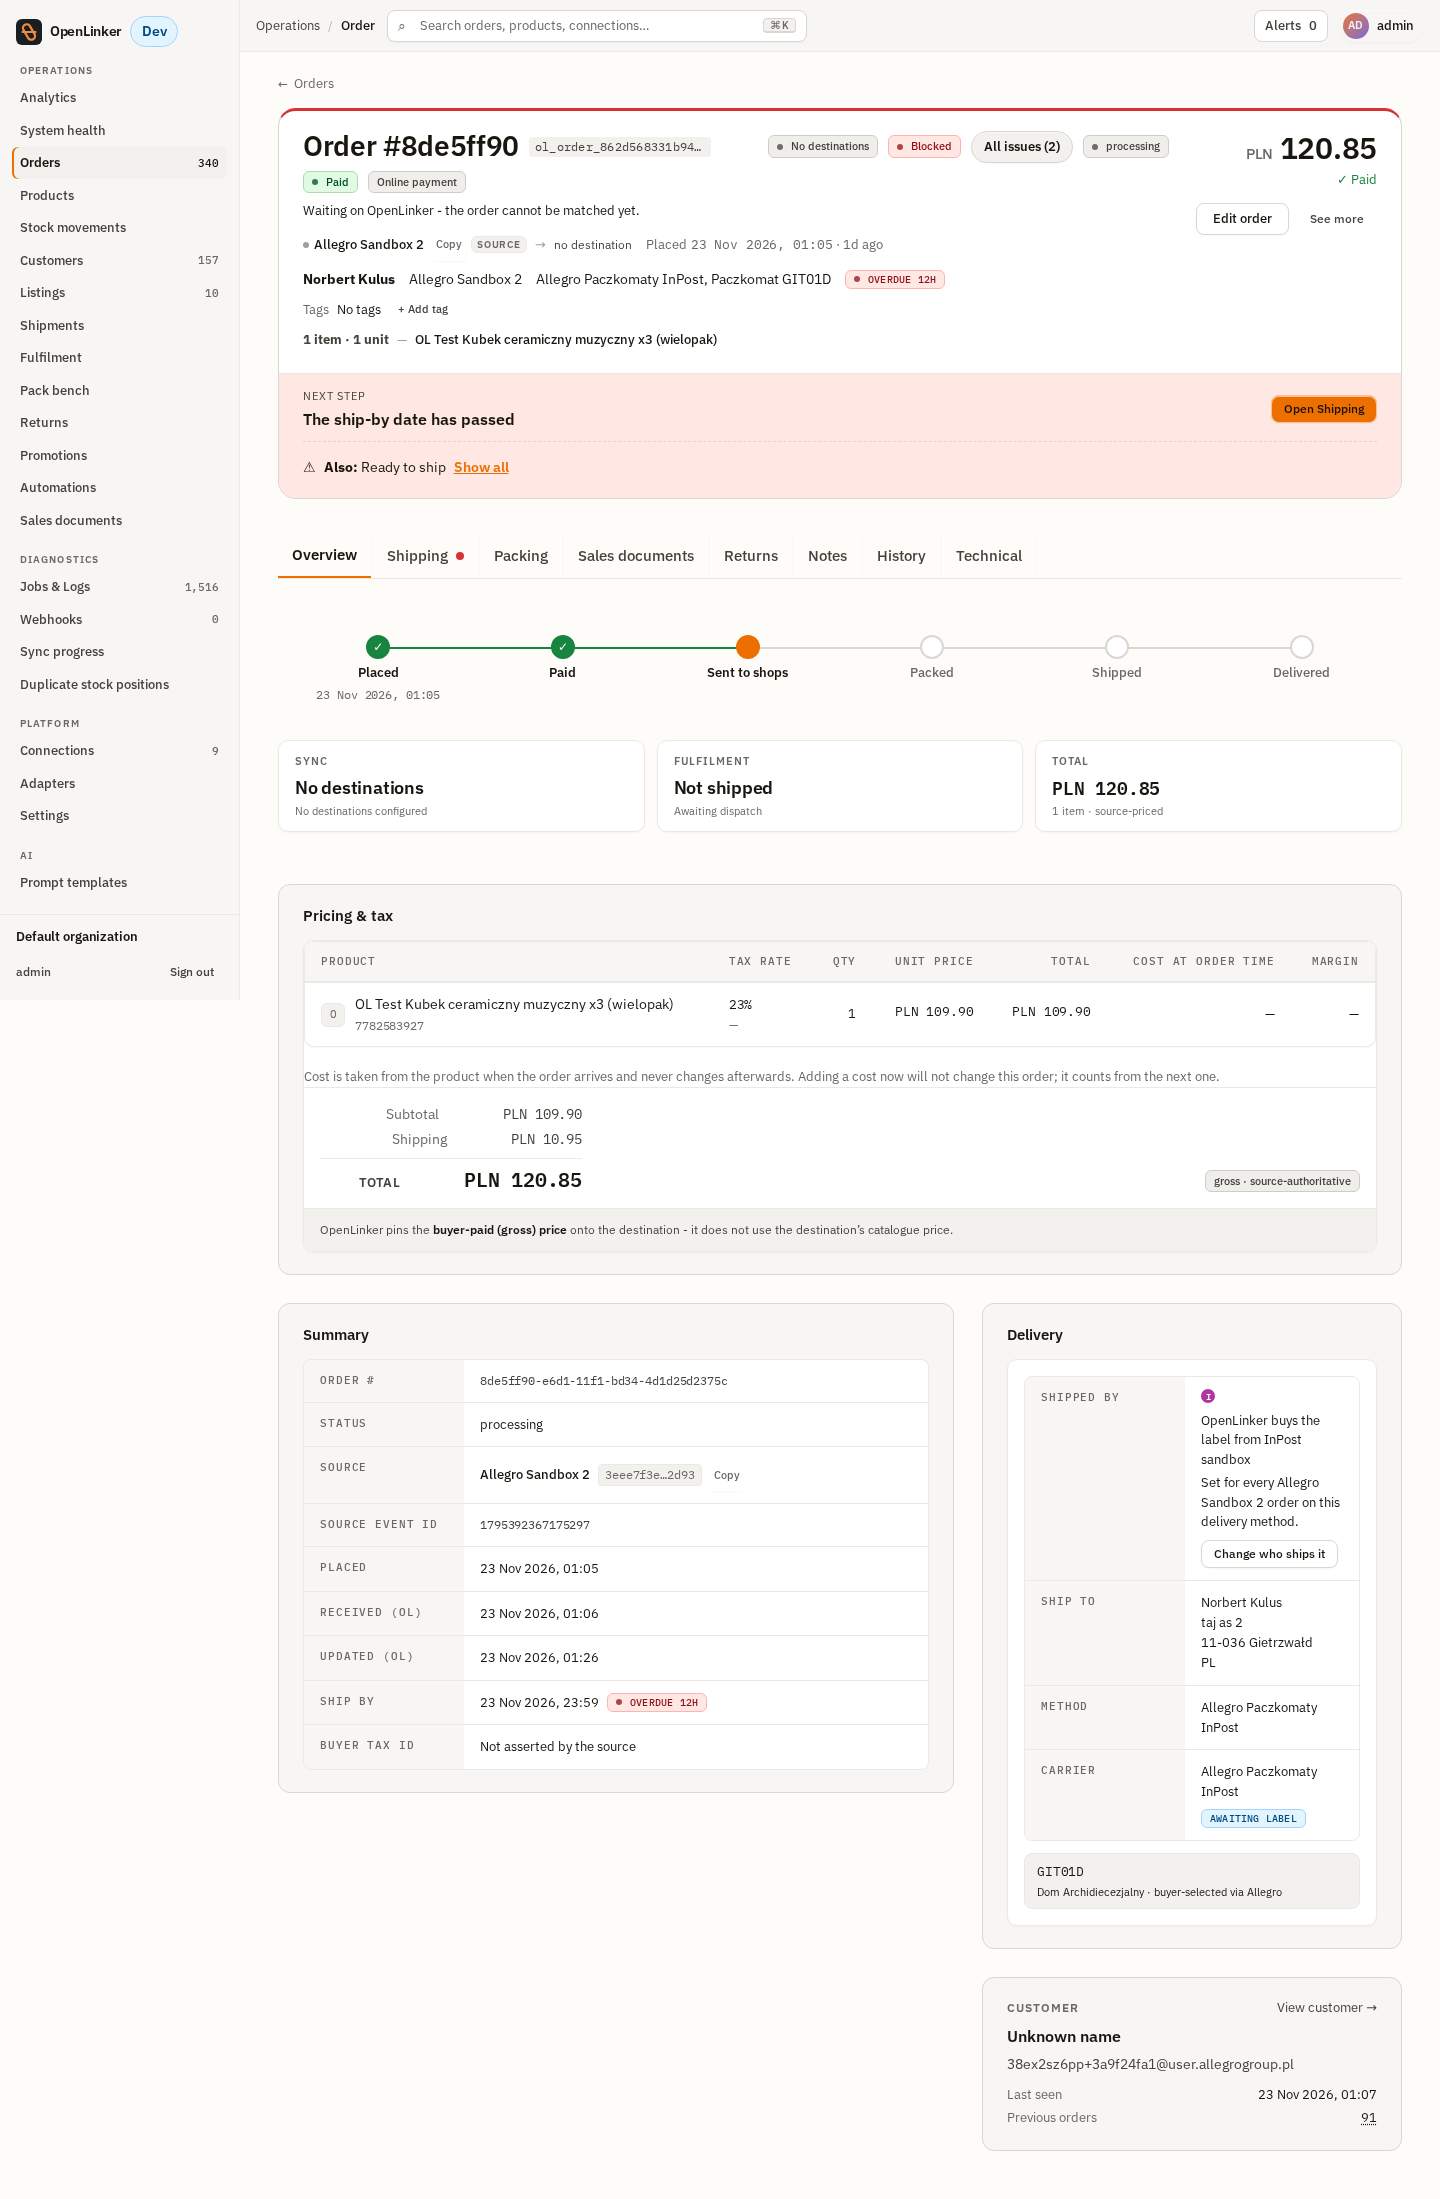 OpenLinker Dev
OPERATIONS
Analytics
System health
Orders 340
Products
Stock movements
Customers 157
Listings 10
Shipments
Fulfilment
Pack bench
Returns
Promotions
Automations
Sales documents
DIAGNOSTICS
Jobs & Logs 1,516
Webhooks 0
Sync progress
Duplicate stock positions
PLATFORM
Connections 9
Adapters
Settings
AI
Prompt templates
Default organization
admin Sign out
Operations / Order Search orders, products, connections... ⌘K Alerts 0 AD admin
← Orders
Order #8de5ff90 ol_order_862d568331b94… No destinations Blocked All issues (2) processing PLN 120.85
Paid Online payment ✓ Paid
Waiting on OpenLinker - the order cannot be matched yet. Edit order See more
Allegro Sandbox 2 Copy SOURCE → no destination Placed 23 Nov 2026, 01:05 · 1d ago
Norbert Kulus Allegro Sandbox 2 Allegro Paczkomaty InPost, Paczkomat GIT01D OVERDUE 12H
Tags No tags + Add tag
1 item · 1 unit — OL Test Kubek ceramiczny muzyczny x3 (wielopak)
NEXT STEP
The ship-by date has passed Open Shipping
⚠ Also: Ready to ship Show all
Overview Shipping Packing Sales documents Returns Notes History Technical
✓ ✓
Placed Paid Sent to shops Packed Shipped Delivered
23 Nov 2026, 01:05
SYNC
No destinations
No destinations configured
FULFILMENT
Not shipped
Awaiting dispatch
TOTAL
PLN 120.85
1 item · source-priced
Pricing & tax
PRODUCT TAX RATE QTY UNIT PRICE TOTAL COST AT ORDER TIME MARGIN
O OL Test Kubek ceramiczny muzyczny x3 (wielopak) 23% 1 PLN 109.90 PLN 109.90 — —
7782583927 —
Cost is taken from the product when the order arrives and never changes afterwards. Adding a cost now will not change this order; it counts from the next one.
Subtotal PLN 109.90
Shipping PLN 10.95
TOTAL PLN 120.85 gross · source-authoritative
OpenLinker pins the buyer-paid (gross) price onto the destination - it does not use the destination’s catalogue price.
Summary
ORDER # 8de5ff90-e6d1-11f1-bd34-4d1d25d2375c
STATUS processing
SOURCE Allegro Sandbox 2 3eee7f3e…2d93 Copy
SOURCE EVENT ID 1795392367175297
PLACED 23 Nov 2026, 01:05
RECEIVED (OL) 23 Nov 2026, 01:06
UPDATED (OL) 23 Nov 2026, 01:26
SHIP BY 23 Nov 2026, 23:59 OVERDUE 12H
BUYER TAX ID Not asserted by the source
Delivery
SHIPPED BY I
OpenLinker buys the
label from InPost
sandbox
Set for every Allegro
Sandbox 2 order on this
delivery method.
Change who ships it
SHIP TO Norbert Kulus
taj as 2
11-036 Gietrzwałd
PL
METHOD Allegro Paczkomaty
InPost
CARRIER Allegro Paczkomaty
InPost
AWAITING LABEL
GIT01D
Dom Archidiecezjalny · buyer-selected via Allegro
CUSTOMER View customer →
Unknown name
38ex2sz6pp+3a9f24fa1@user.allegrogroup.pl
Last seen 23 Nov 2026, 01:07
Previous orders 91